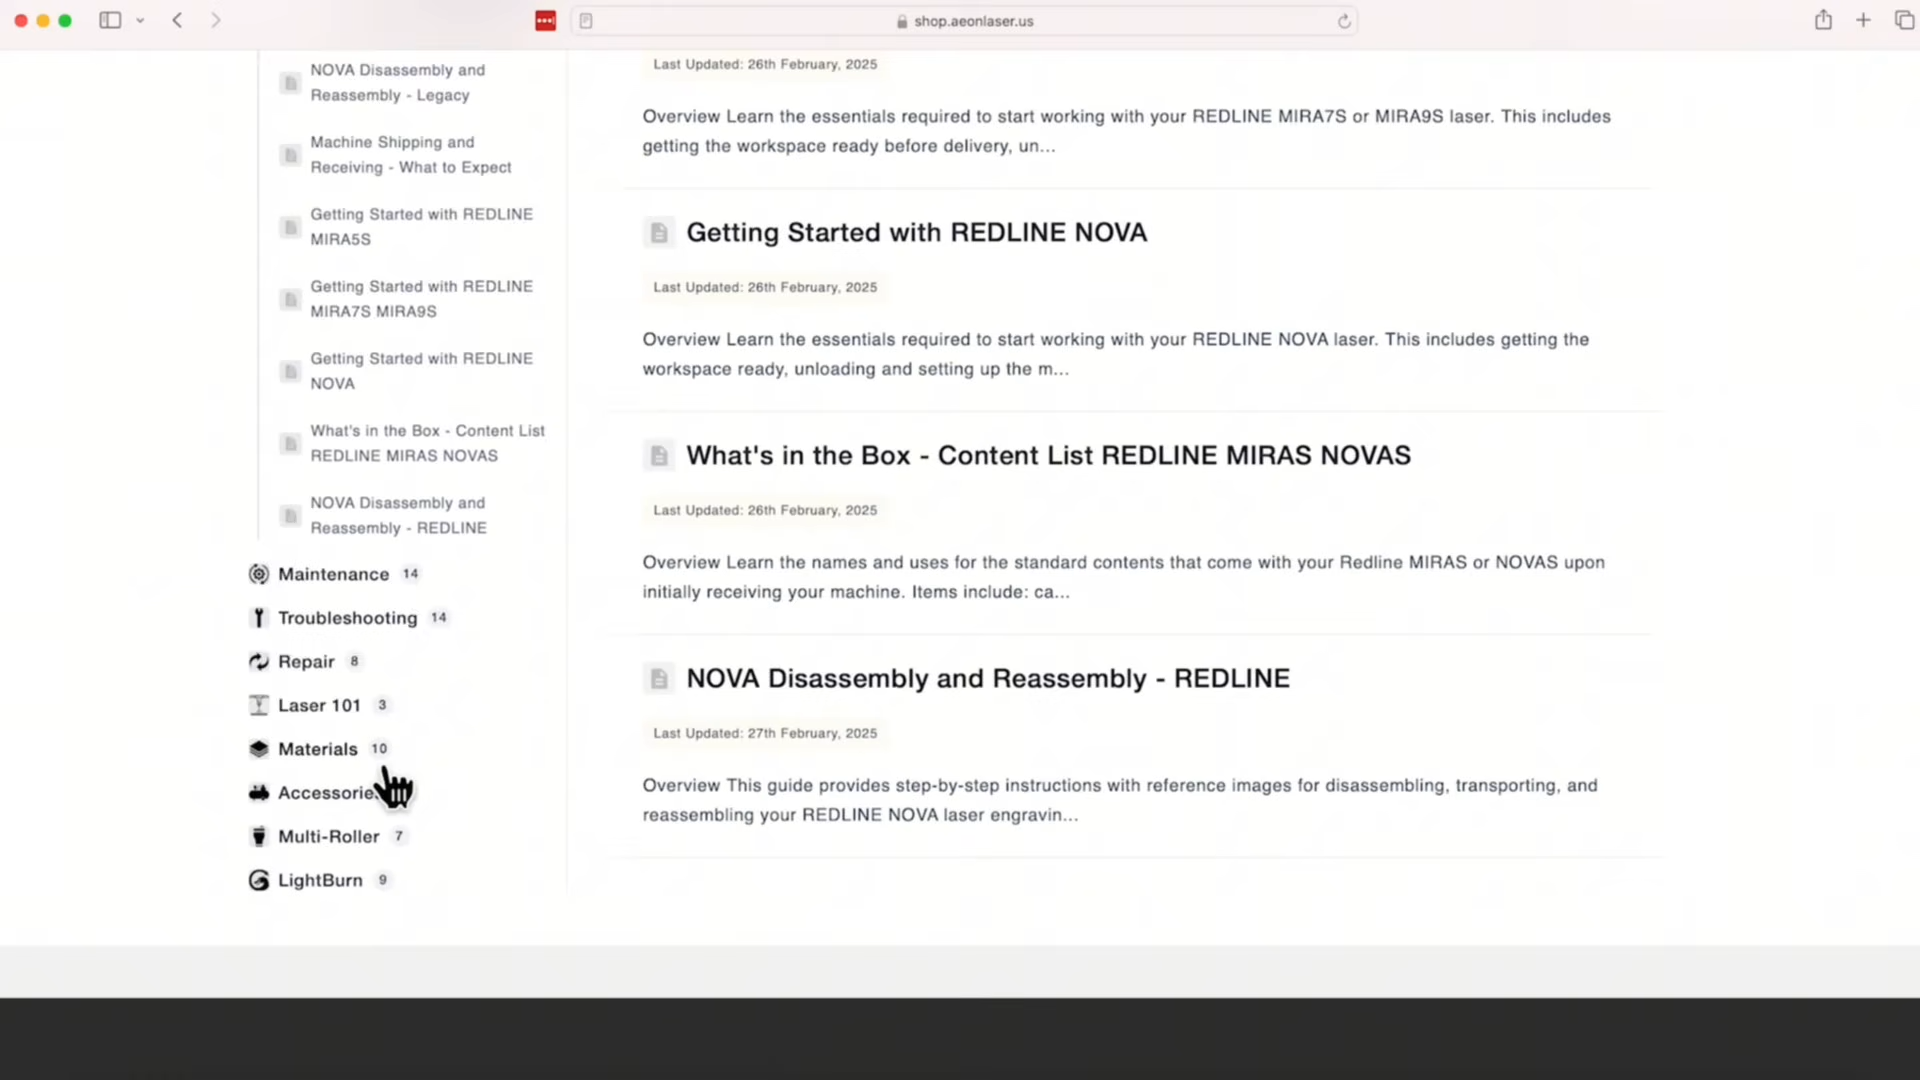 shop.aeonlaser.us
NOVA Disassembly and
Reassembly - Legacy
Machine Shipping and
Receiving - What to Expect
Getting Started with REDLINE
MIRA5S
Getting Started with REDLINE
MIRA7S MIRA9S
Getting Started with REDLINE
NOVA
What's in the Box - Content List
REDLINE MIRAS NOVAS
NOVA Disassembly and
Reassembly - REDLINE
Maintenance 14
Troubleshooting 14
Repair 8
Laser 101 3
Materials 10
Multi-Roller 7
LightBurn 9
Last Updated: 26th February, 2025
Overview Learn the essentials required to start working with your REDLINE MIRA7S or MIRA9S laser. This includes
getting the workspace ready before delivery, un...
Getting Started with REDLINE NOVA
Last Updated: 26th February, 2025
Overview Learn the essentials required to start working with your REDLINE NOVA laser. This includes getting the
workspace ready, unloading and setting up the m...
What's in the Box - Content List REDLINE MIRAS NOVAS
Last Updated: 26th February, 2025
Overview Learn the names and uses for the standard contents that come with your Redline MIRAS or NOVAS upon
initially receiving your machine. Items include: ca...
NOVA Disassembly and Reassembly - REDLINE
Last Updated: 27th February, 2025
Overview This guide provides step-by-step instructions with reference images for disassembling, transporting, and
reassembling your REDLINE NOVA laser engravin...